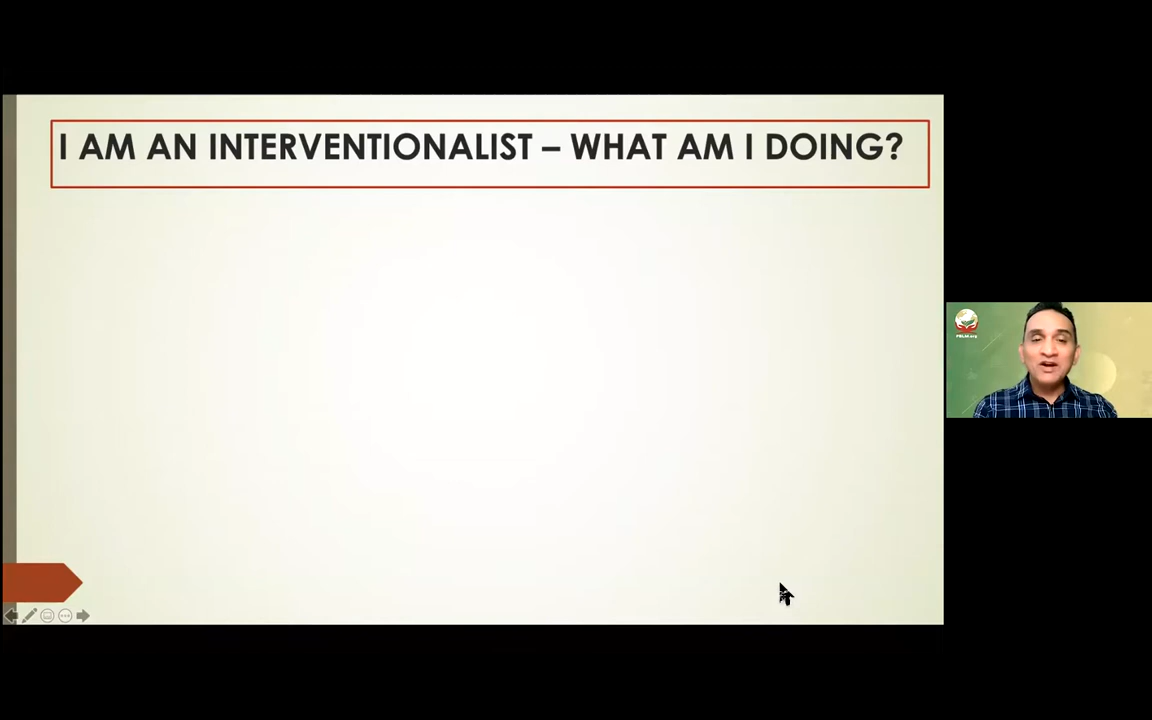 I AM AN INTERVENTIONALIST – WHAT AM I DOING?